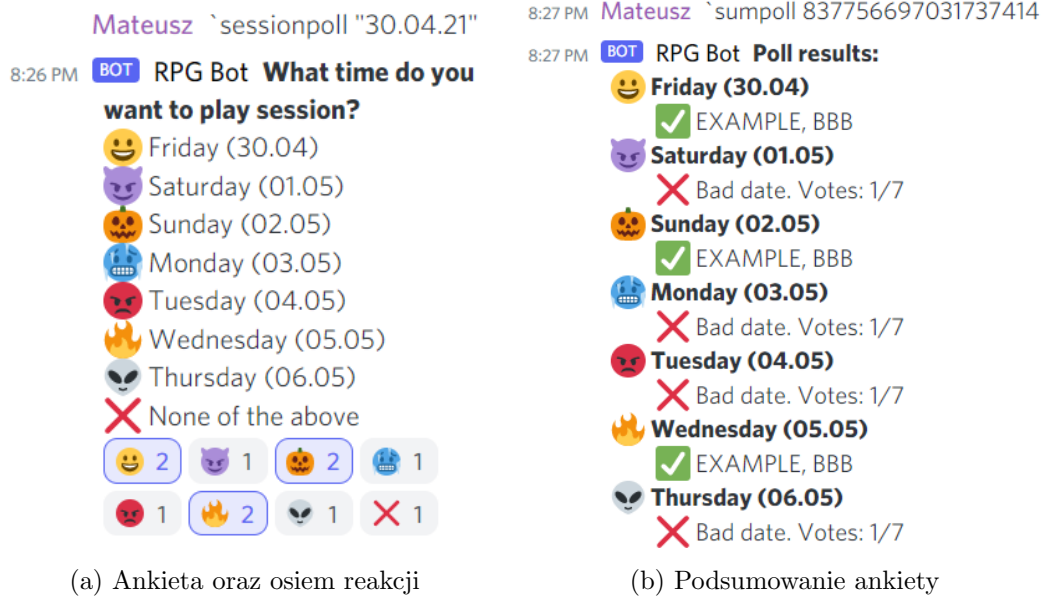 Mateusz `sessionpoll "30.04.21"
8:26 PM BOT RPG Bot What time do you
want to play session?
Friday (30.04)
Saturday (01.05)
Sunday (02.05)
Monday (03.05)
Tuesday (04.05)
Wednesday (05.05)
Thursday (06.05)
None of the above
2 1 2 1
1 2 1 1
(a) Ankieta oraz osiem reakcji
8:27 PM Mateusz `sumpoll 837756697031737414
8:27 PM BOT RPG Bot Poll results:
Friday (30.04)
EXAMPLE, BBB
Saturday (01.05)
Bad date. Votes: 1/7
Sunday (02.05)
EXAMPLE, BBB
Monday (03.05)
Bad date. Votes: 1/7
Tuesday (04.05)
Bad date. Votes: 1/7
Wednesday (05.05)
EXAMPLE, BBB
Thursday (06.05)
Bad date. Votes: 1/7
(b) Podsumowanie ankiety